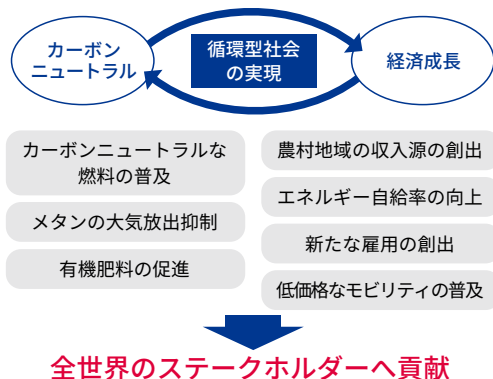 カーボン
ニュートラル
循環型社会
の実現
経済成長
カーボンニュートラルな
燃料の普及
メタンの大気放出抑制
有機肥料の促進
農村地域の収入源の創出
エネルギー自給率の向上
新たな雇用の創出
低価格なモビリティの普及
全世界のステークホルダーへ貢献